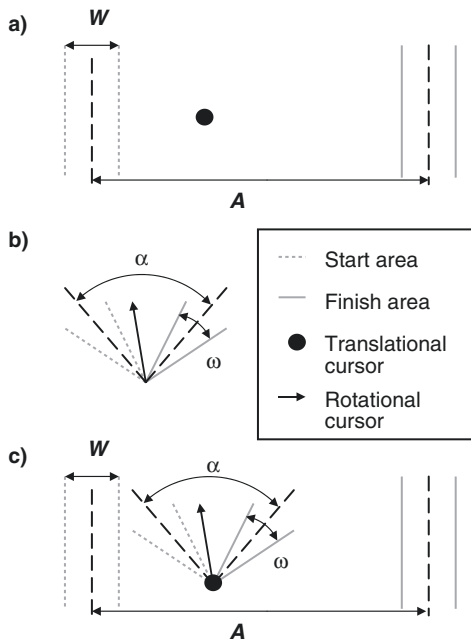 a)
W
A
b)
α
ω
Start area
Finish area
Translational
cursor
Rotational
cursor
c)
W
α
ω
A